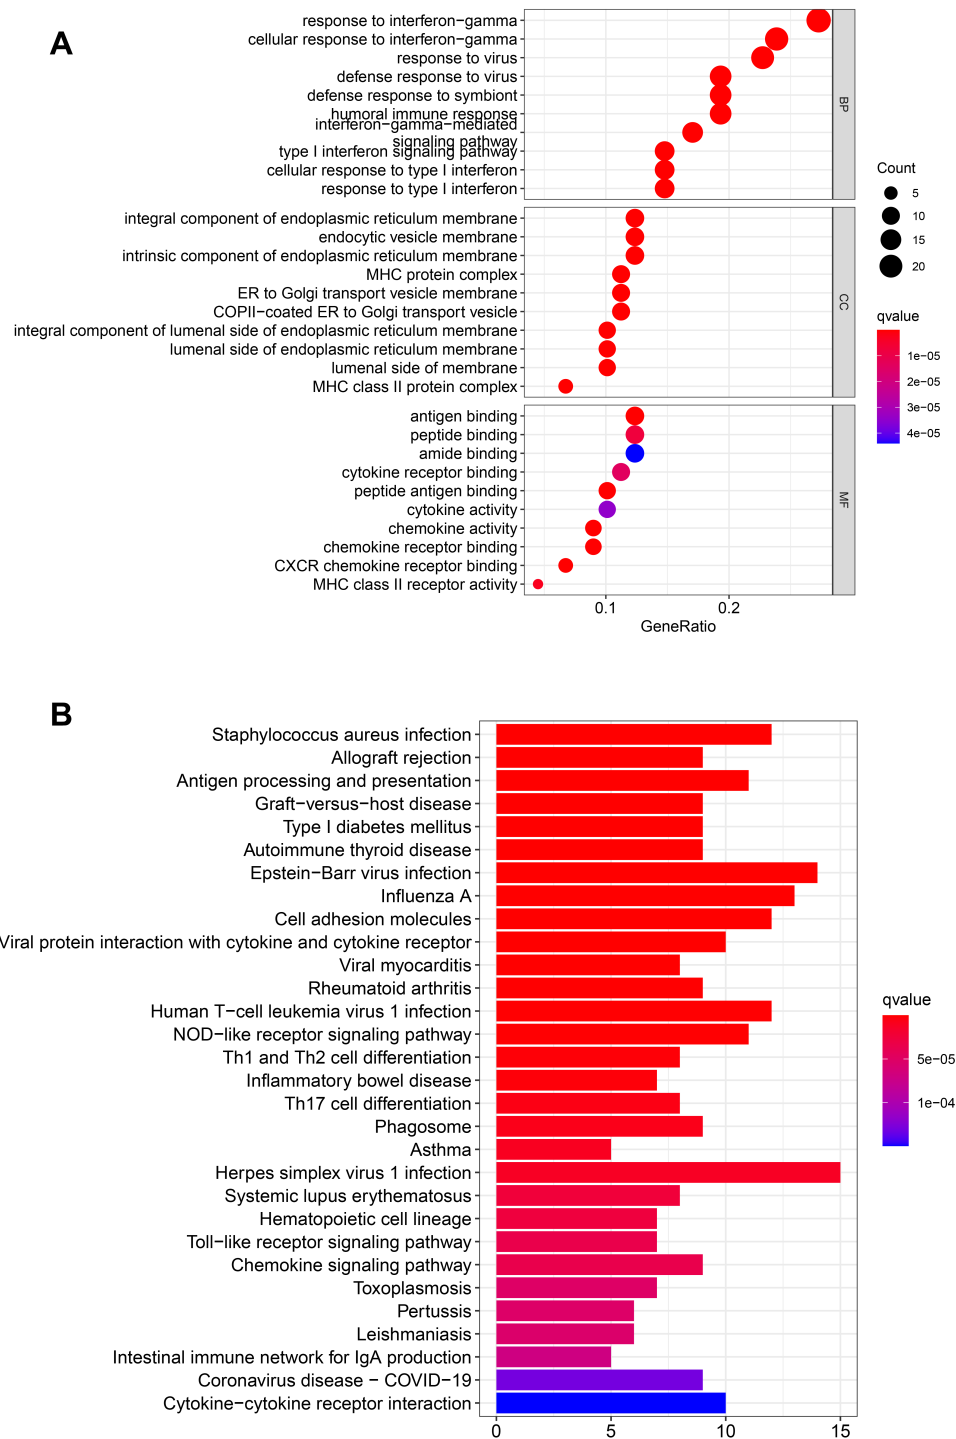 A
response to interferon−gamma
cellular response to interferon−gamma
response to virus
defense response to virus
defense response to symbiont
humoral immune response
interferon−gamma−mediated
signaling pathway
type I interferon signaling pathway
cellular response to type I interferon
response to type I interferon
BP
integral component of endoplasmic reticulum membrane
endocytic vesicle membrane
intrinsic component of endoplasmic reticulum membrane
MHC protein complex
ER to Golgi transport vesicle membrane
COPII−coated ER to Golgi transport vesicle
integral component of lumenal side of endoplasmic reticulum membrane
lumenal side of endoplasmic reticulum membrane
lumenal side of membrane
MHC class II protein complex
CC
antigen binding
peptide binding
amide binding
cytokine receptor binding
peptide antigen binding
cytokine activity
chemokine activity
chemokine receptor binding
CXCR chemokine receptor binding
MHC class II receptor activity
MF
0.1 0.2
GeneRatio
Count
5
10
15
20
qvalue
1e−05
2e−05
3e−05
4e−05
B
Staphylococcus aureus infection
Allograft rejection
Antigen processing and presentation
Graft−versus−host disease
Type I diabetes mellitus
Autoimmune thyroid disease
Epstein−Barr virus infection
Influenza A
Cell adhesion molecules
Viral protein interaction with cytokine and cytokine receptor
Viral myocarditis
Rheumatoid arthritis
Human T−cell leukemia virus 1 infection
NOD−like receptor signaling pathway
Th1 and Th2 cell differentiation
Inflammatory bowel disease
Th17 cell differentiation
Phagosome
Asthma
Herpes simplex virus 1 infection
Systemic lupus erythematosus
Hematopoietic cell lineage
Toll−like receptor signaling pathway
Chemokine signaling pathway
Toxoplasmosis
Pertussis
Leishmaniasis
Intestinal immune network for IgA production
Coronavirus disease − COVID−19
Cytokine−cytokine receptor interaction
0 5 10 15
qvalue
5e−05
1e−04